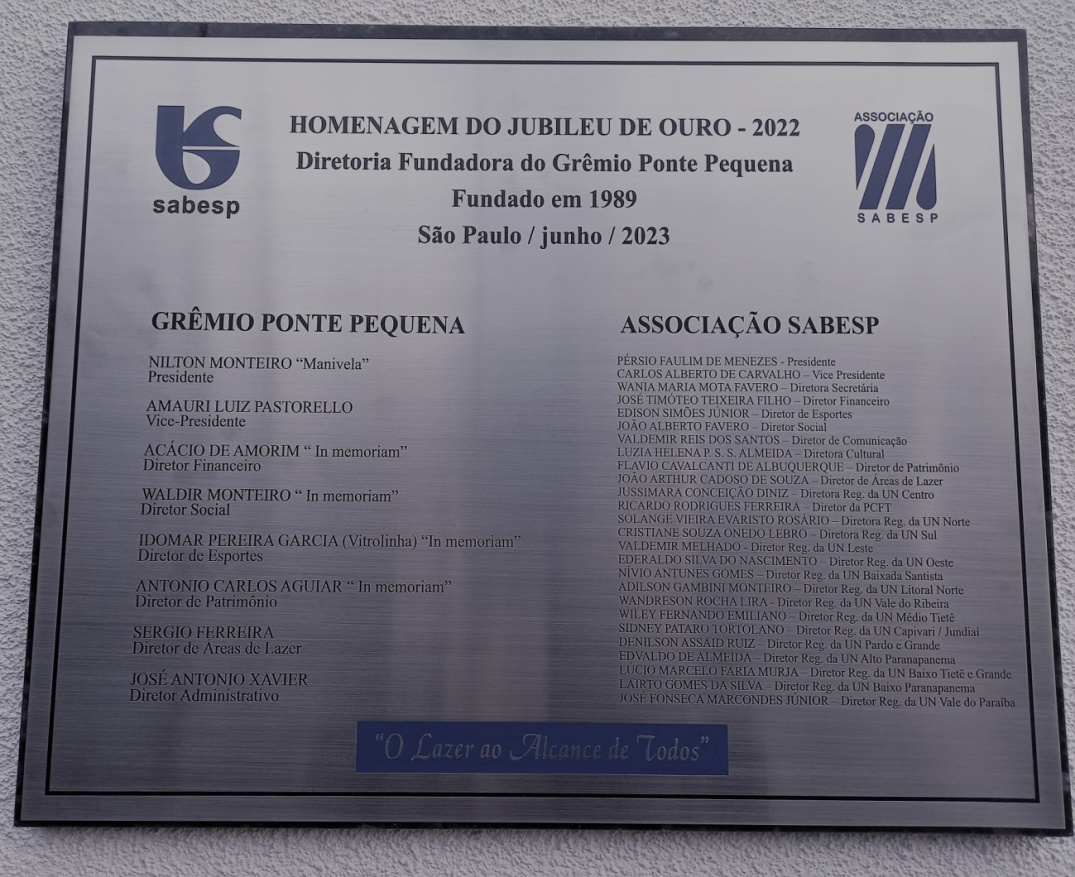 sabesp
ASSOCIAÇÃO
SABESP
HOMENAGEM DO JUBILEU DE OURO - 2022
Diretoria Fundadora do Grêmio Ponte Pequena
Fundado em 1989
São Paulo / junho / 2023
GRÊMIO PONTE PEQUENA
NILTON MONTEIRO “Manivela”
Presidente
AMAURI LUIZ PASTORELLO
Vice-Presidente
ACÁCIO DE AMORIM “ In memoriam”
Diretor Financeiro
WALDIR MONTEIRO “ In memoriam”
Diretor Social
IDOMAR PEREIRA GARCIA (Vitrolinha) “In memoriam”
Diretor de Esportes
ANTONIO CARLOS AGUIAR “ In memoriam”
Diretor de Patrimônio
SERGIO FERREIRA
Diretor de Áreas de Lazer
JOSÉ ANTONIO XAVIER
Diretor Administrativo
ASSOCIAÇÃO SABESP
PÉRSIO FAULIM DE MENEZES - Presidente
CARLOS ALBERTO DE CARVALHO – Vice Presidente
WANIA MARIA MOTA FAVERO – Diretora Secretária
JOSÉ TIMÓTEO TEIXEIRA FILHO – Diretor Financeiro
EDISON SIMÕES JÚNIOR – Diretor de Esportes
JOÃO ALBERTO FAVERO – Diretor Social
VALDEMIR REIS DOS SANTOS – Diretor de Comunicação
LUZIA HELENA P. S. S. ALMEIDA – Diretora Cultural
FLAVIO CAVALCANTI DE ALBUQUERQUE – Diretor de Patrimônio
JOÃO ARTHUR CADOSO DE SOUZA – Diretor de Áreas de Lazer
JUSSIMARA CONCEIÇÃO DINIZ – Diretora Reg. da UN Centro
RICARDO RODRIGUES FERREIRA – Diretor da PCFT
SOLANGE VIEIRA EVARISTO ROSÁRIO – Diretora Reg. da UN Norte
CRISTIANE SOUZA ONEDO LEBRO – Diretora Reg. da UN Sul
VALDEMIR MELHADO - Diretor Reg. da UN Leste
EDERALDO SILVA DO NASCIMENTO – Diretor Reg. da UN Oeste
NÍVIO ANTUNES GOMES – Diretor Reg. da UN Baixada Santista
ADILSON GAMBINI MONTEIRO – Diretor Reg. da UN Litoral Norte
WANDRESON ROCHA LIRA - Diretor Reg. da UN Vale do Ribeira
WILEY FERNANDO EMILIANO – Diretor Reg. da UN Médio Tietê
SIDNEY PATARO TORTOLANO – Diretor Reg. da UN Capivari / Jundiaí
DENILSON ASSAID RUIZ – Diretor Reg. da UN Pardo e Grande
EDVALDO DE ALMEIDA – Diretor Reg. da UN Alto Paranapanema
LÚCIO MARCELO FARIA MURJA – Diretor Reg. da UN Baixo Tietê e Grande
LAIRTO GOMES DA SILVA – Diretor Reg. da UN Baixo Paranapanema
JOSÉ FONSECA MARCONDES JÚNIOR – Diretor Reg. da UN Vale do Paraíba
“O Lazer ao Alcance de Todos”